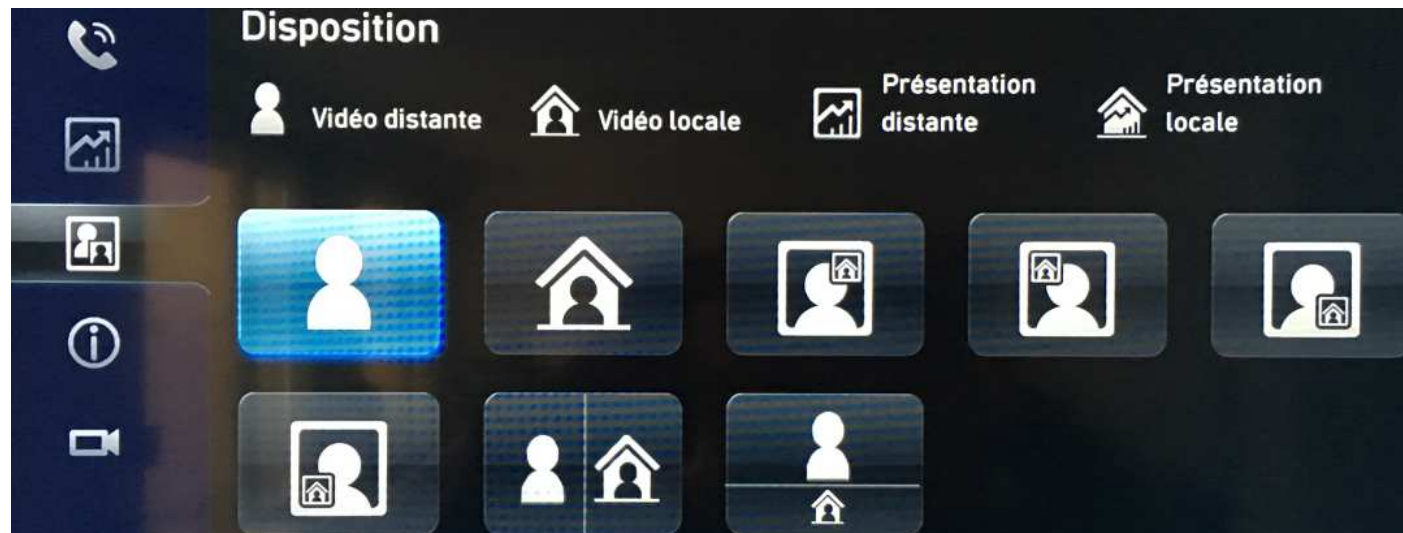 Disposition
Vidéo distante
Vidéo locale
Présentation
distante
Présentation
locale